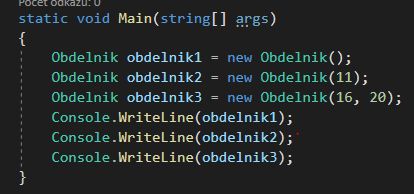 Počet odkazů: 0
static void Main(string[] args)
{
Obdelnik obdelnik1 = new Obdelnik();
Obdelnik obdelnik2 = new Obdelnik(11);
Obdelnik obdelnik3 = new Obdelnik(16, 20);
Console.WriteLine(obdelnik1);
Console.WriteLine(obdelnik2);
Console.WriteLine(obdelnik3);
}